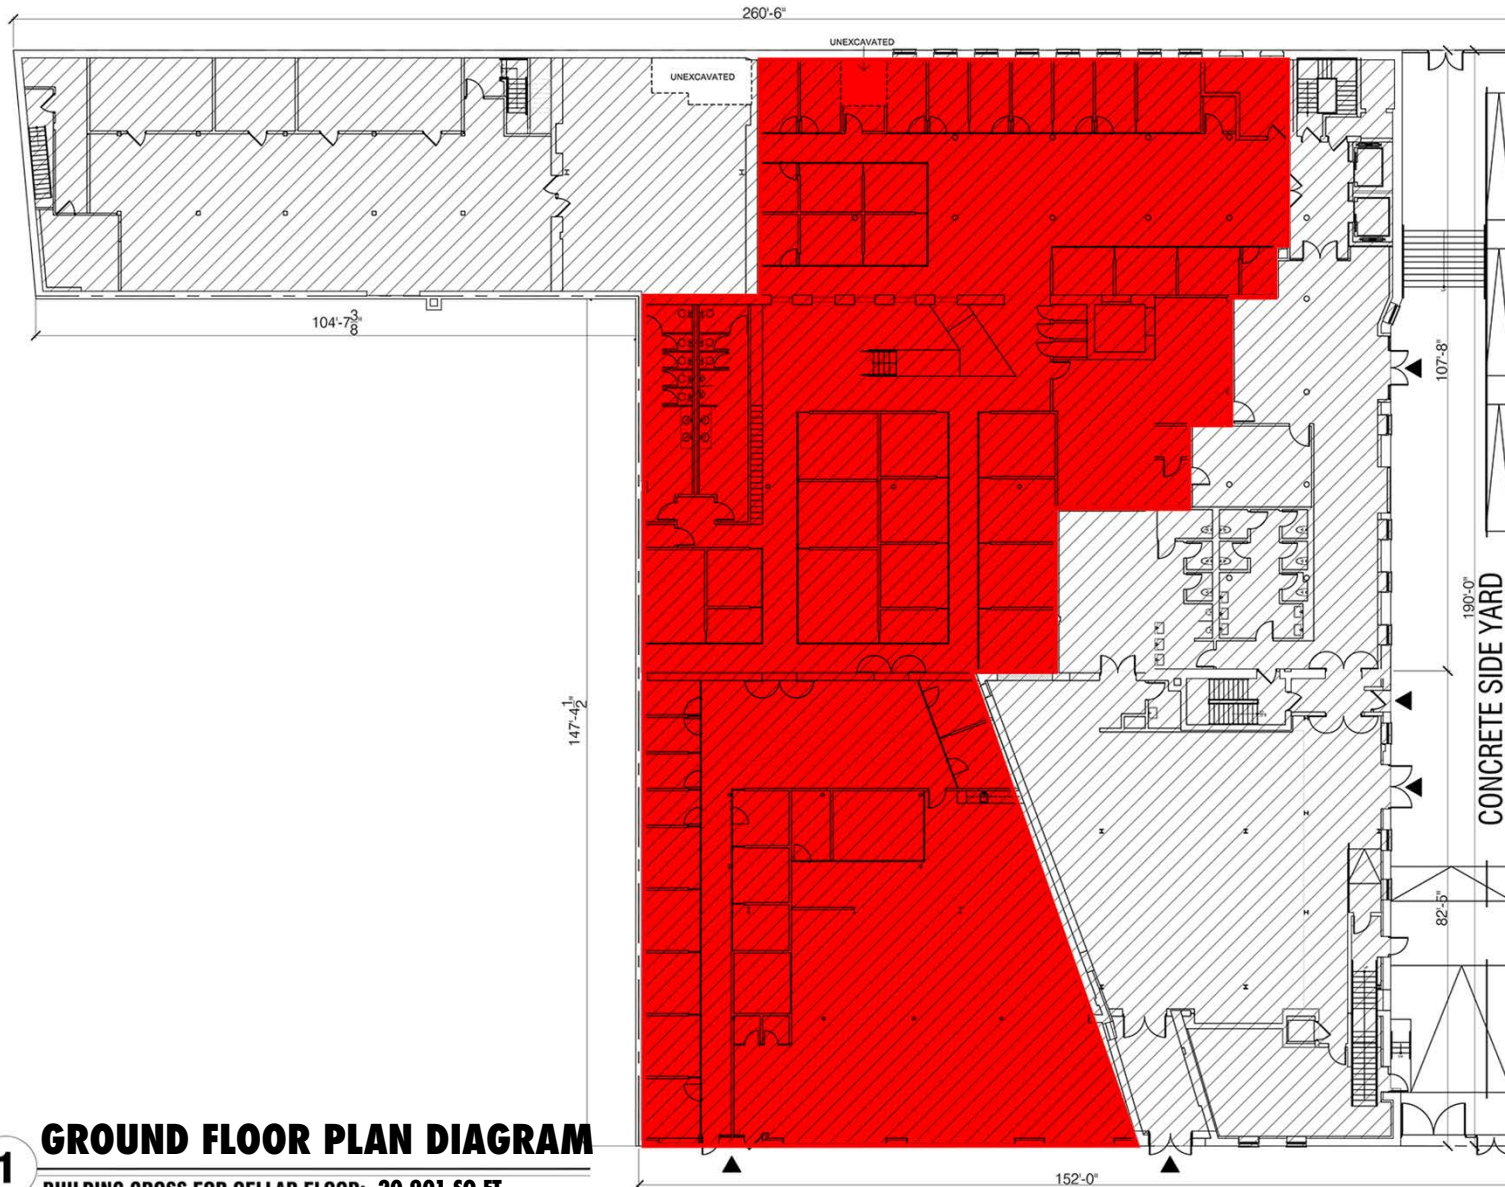 260'-6"
UNEXCAVATED
UNEXCAVATED
104'-7 3/8"
107'-8"
190'-0"
CONCRETE SIDE YARD
147'-4 1/2"
82'-5"
1
GROUND FLOOR PLAN DIAGRAM
152'-0"